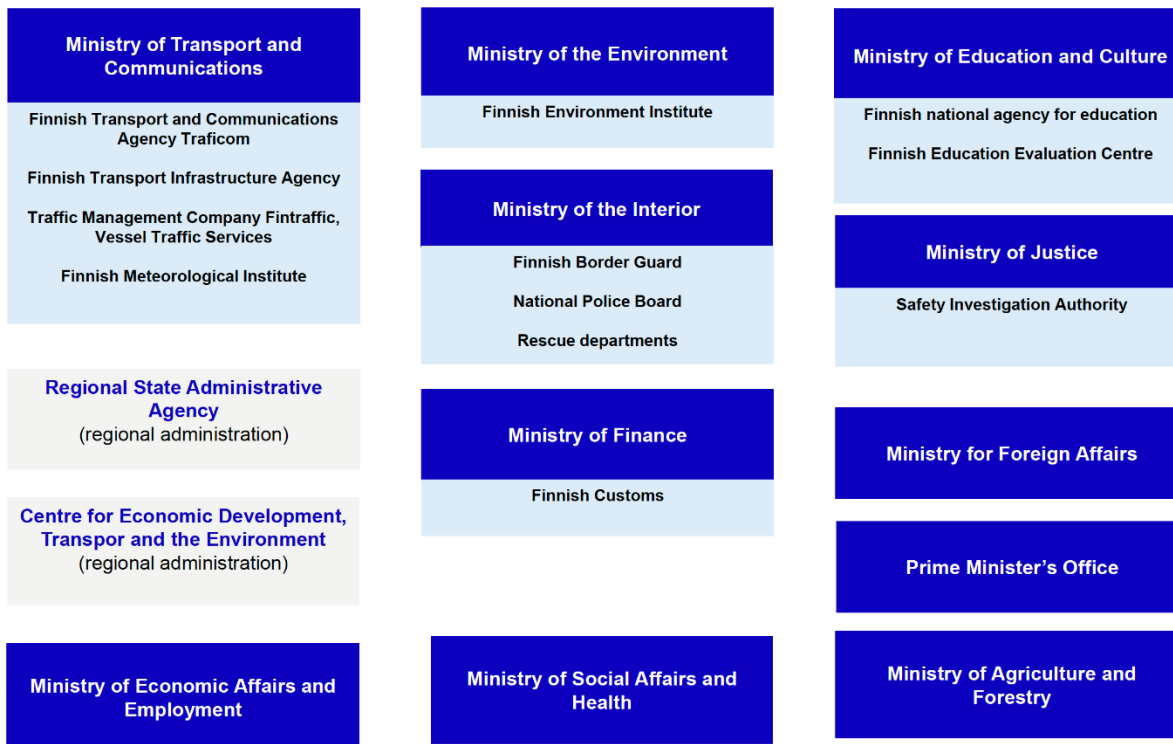 Ministry of Transport and
Communications
Finnish Transport and Communications
Agency Traficom
Finnish Transport Infrastructure Agency
Traffic Management Company Fintraffic,
Vessel Traffic Services
Finnish Meteorological Institute
Regional State Administrative
Agency
(regional administration)
Centre for Economic Development,
Transpor and the Environment
(regional administration)
Ministry of Economic Affairs and
Employment
Ministry of the Environment
Finnish Environment Institute
Ministry of the Interior
Finnish Border Guard
National Police Board
Rescue departments
Ministry of Finance
Finnish Customs
Ministry of Social Affairs and
Health
Ministry of Education and Culture
Finnish national agency for education
Finnish Education Evaluation Centre
Ministry of Justice
Safety Investigation Authority
Ministry for Foreign Affairs
Prime Minister’s Office
Ministry of Agriculture and
Forestry